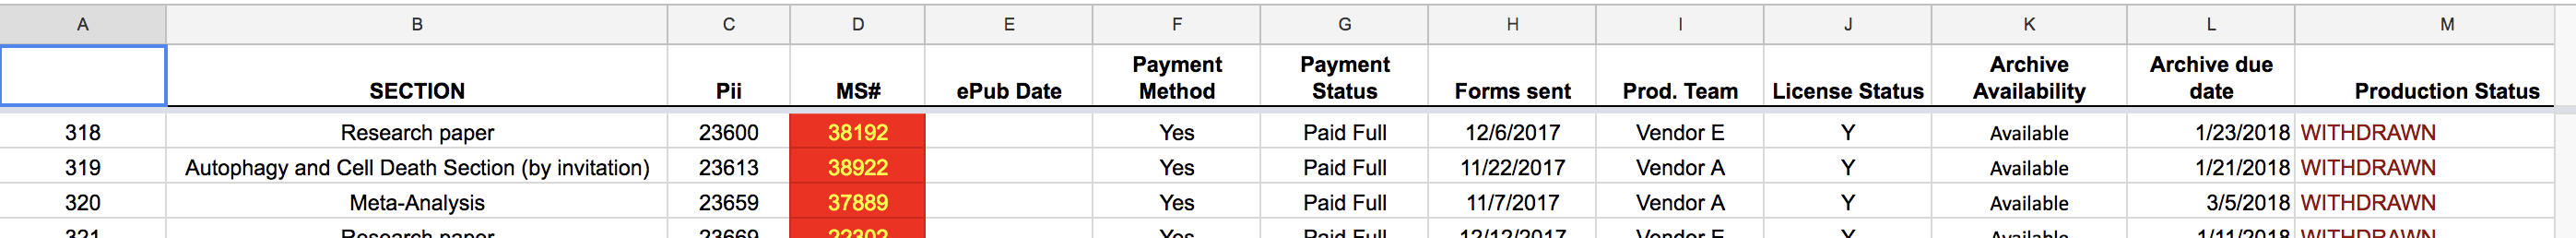 A B C D E F G H I J K L M
SECTION Pii MS# ePub Date Payment Method Payment Status Forms sent Prod. Team License Status Archive Availability Archive due date Production Status
318 Research paper 23600 38192 Yes Paid Full 12/6/2017 Vendor E Y Available 1/23/2018 WITHDRAWN
319 Autophagy and Cell Death Section (by invitation) 23613 38922 Yes Paid Full 11/22/2017 Vendor A Y Available 1/21/2018 WITHDRAWN
320 Meta-Analysis 23659 37889 Yes Paid Full 11/7/2017 Vendor A Y Available 3/5/2018 WITHDRAWN
321 Research paper 23669 22302 Yes Paid Full 12/12/2017 Vendor E Y Available 1/11/2018 WITHDRAWN